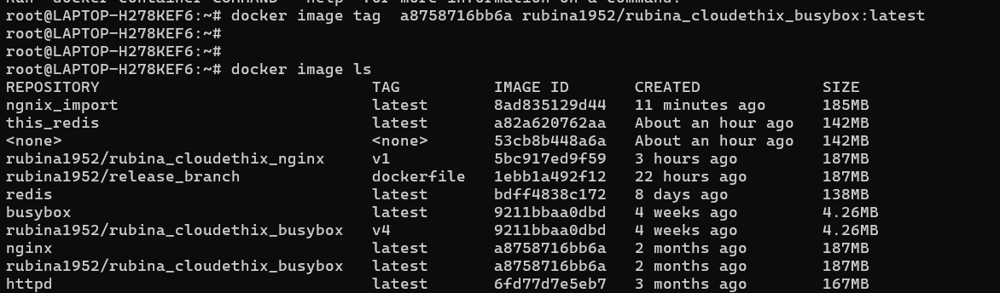 root@LAPTOP-H278KEF6:~# docker image tag  a8758716bb6a rubina1952/rubina_cloudethix_busybox:latest
root@LAPTOP-H278KEF6:~#
root@LAPTOP-H278KEF6:~#
root@LAPTOP-H278KEF6:~# docker image ls
REPOSITORY                            TAG          IMAGE ID       CREATED             SIZE
ngnix_import                          latest       8ad835129d44   11 minutes ago      185MB
this_redis                            latest       a82a620762aa   About an hour ago   142MB
<none>                                <none>       53cb8b448a6a   About an hour ago   142MB
rubina1952/rubina_cloudethix_nginx    v1           5bc917ed9f59   3 hours ago         187MB
rubina1952/release_branch             dockerfile   1ebb1a492f12   22 hours ago        187MB
redis                                 latest       bdff4838c172   8 days ago          138MB
busybox                               latest       9211bbaa0dbd   4 weeks ago         4.26MB
rubina1952/rubina_cloudethix_busybox  v4           9211bbaa0dbd   4 weeks ago         4.26MB
nginx                                 latest       a8758716bb6a   2 months ago        187MB
rubina1952/rubina_cloudethix_busybox  latest       a8758716bb6a   2 months ago        187MB
httpd                                 latest       6fd77d7e5eb7   3 months ago        167MB